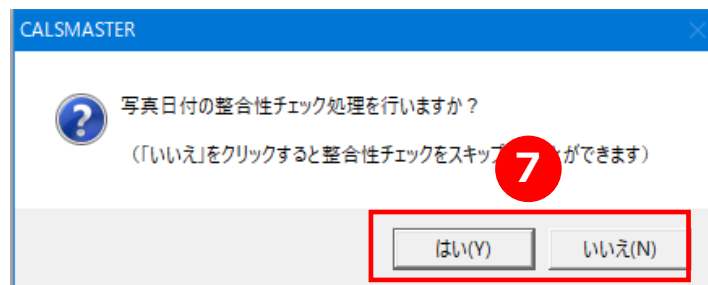 CALSMASTER
写真日付の整合性チェック処理を行いますか？
（「いいえ」をクリックすると整合性チェックをスキップ とができます）
7
はい(Y)
いいえ(N)